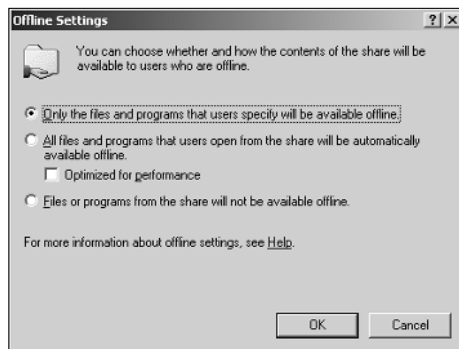 Offline Settings
You can choose whether and how the contents of the share will be
available to users who are offline.
Only the files and programs that users specify will be available offline.
All files and programs that users open from the share will be automatically
available offline.
Optimized for performance
Files or programs from the share will not be available offline.
For more information about offline settings, see Help.
OK Cancel